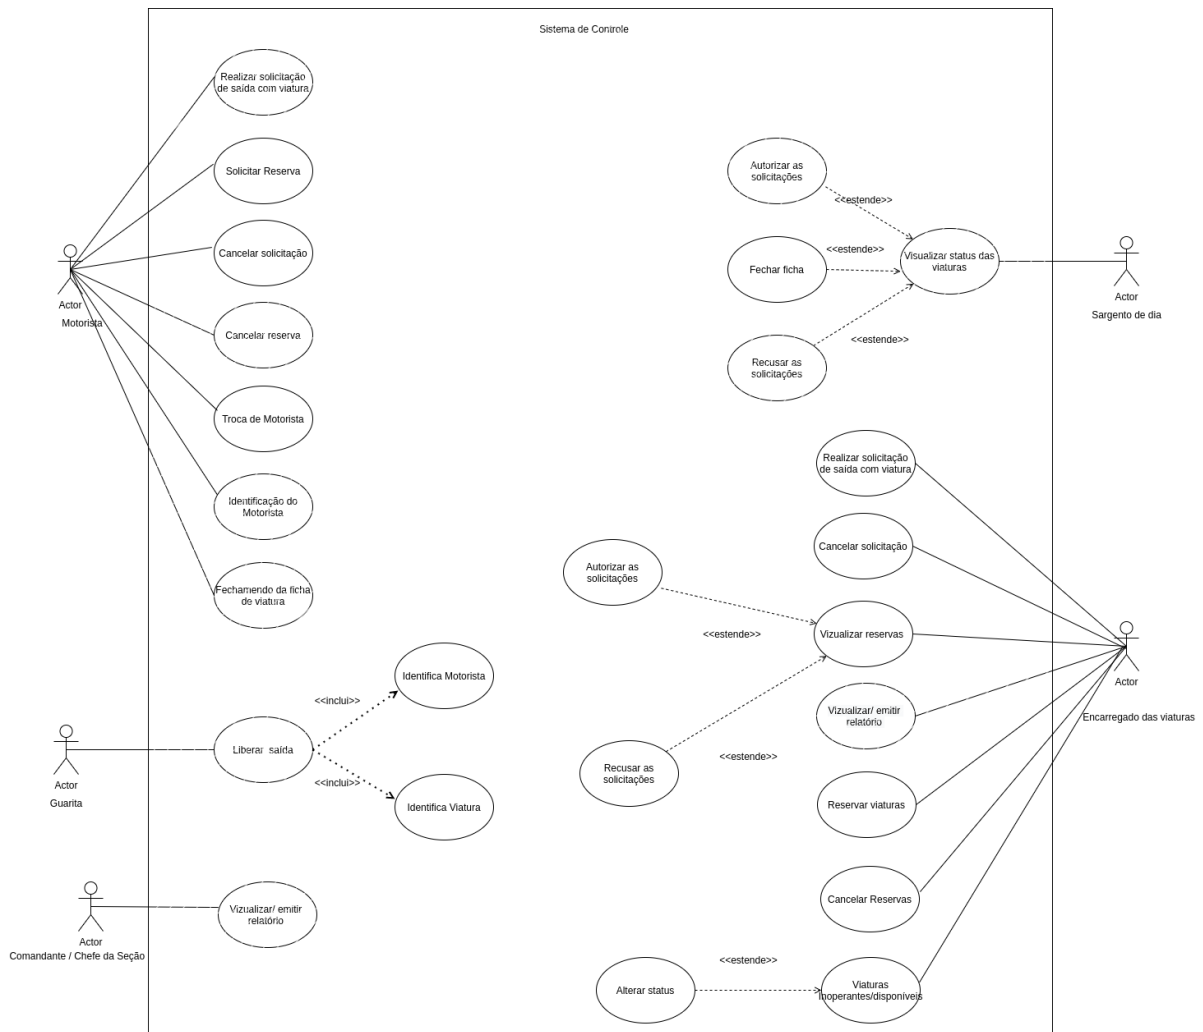 Sistema de Controle
Realizar solicitação
de saída com viatura
Solicitar Reserva
Cancelar solicitação
Actor
Motorista
Cancelar reserva
Troca de Motorista
Identificação do
Motorista
Fechamendo da ficha
de viatura
Autorizar as
solicitações
<<estende>>
Fechar ficha
<<estende>>
Visualizar status das
viaturas
Recusar as
solicitações
<<estende>>
Actor
Sargento de dia
Realizar solicitação
de saída com viatura
Cancelar solicitação
Autorizar as
solicitações
<<estende>>
Vizualizar reservas
Actor
Encarregado das viaturas
Vizualizar/ emitir
relatório
Recusar as
solicitações
<<estende>>
Reservar viaturas
Cancelar Reservas
Alterar status
<<estende>>
Viaturas
Inoperantes/disponíveis
Identifica Motorista
<<inclui>>
Liberar saída
<<inclui>>
Identifica Viatura
Actor
Guarita
Vizualizar/ emitir
relatório
Actor
Comandante / Chefe da Seção